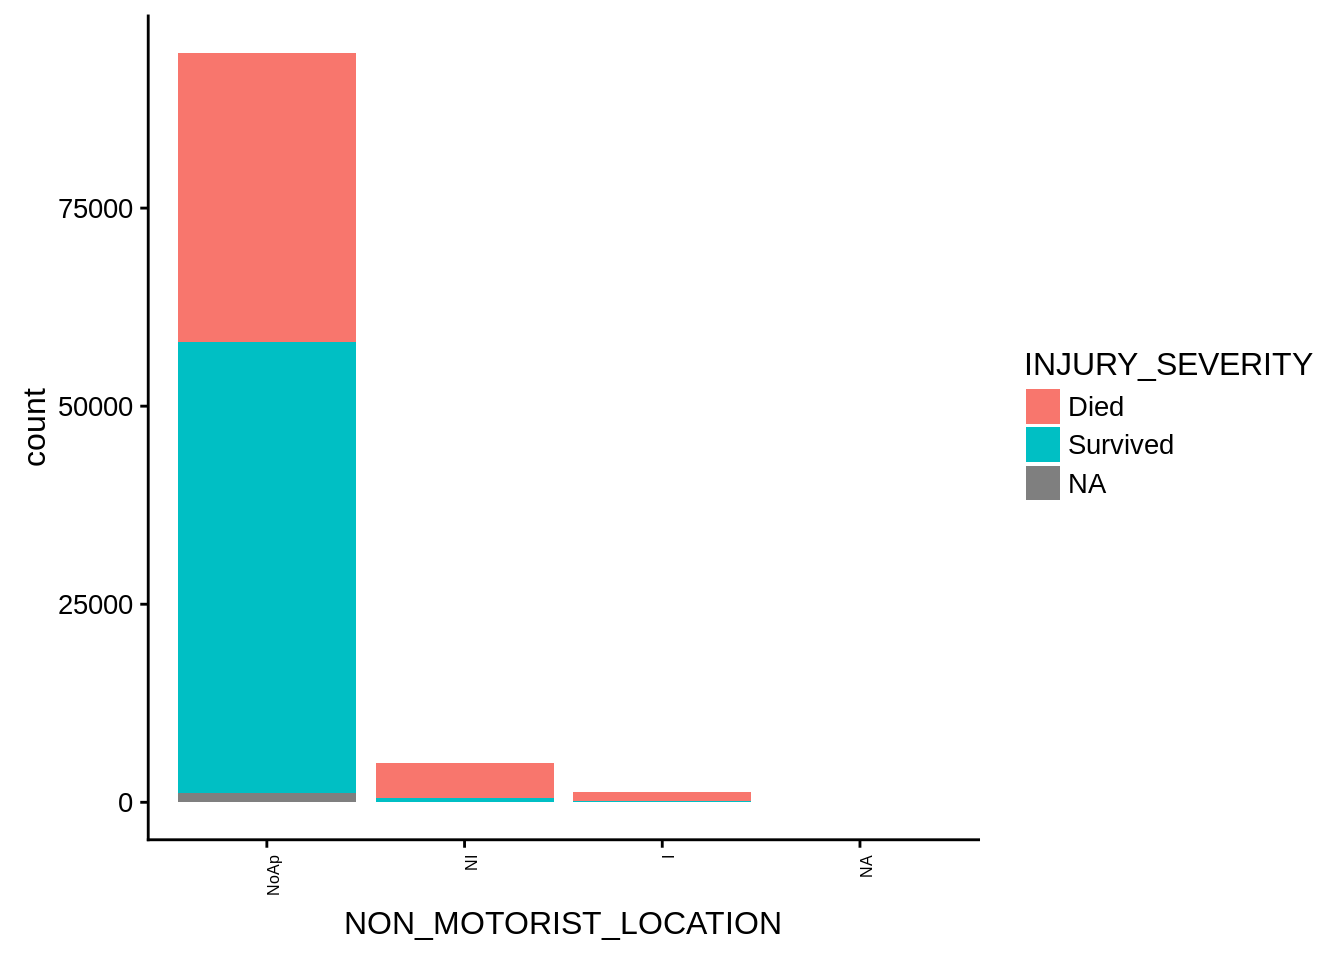 count
75000
50000
25000
0
NoAp
NI
I
NA
NON_MOTORIST_LOCATION
INJURY_SEVERITY
Died
Survived
NA